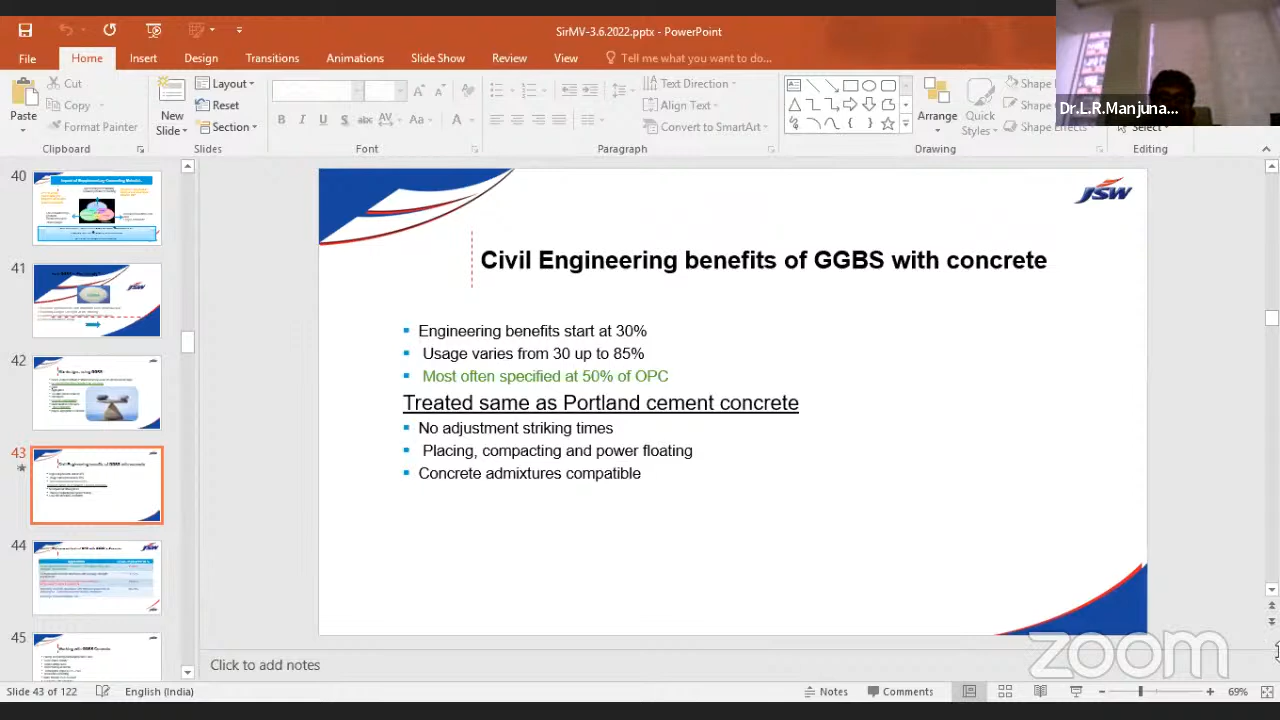 SirMV-3.6.2022.pptx - PowerPoint
File Home Insert Design Transitions Animations Slide Show Review View Tell me what you want to do...
Dr.L.R.Manjuna...
Paste
Cut
Copy
Format Painter
Clipboard
New
Slide
Layout
Reset
Section
Slides
Font
Text Direction
Align Text
Convert to SmartArt
Paragraph
Arrange
Quick
Styles
Shape Effects
Drawing
Select
Editing
40
41
42
43
44
45
JSW
Civil Engineering benefits of GGBS with concrete
Engineering benefits start at 30%
Usage varies from 30 up to 85%
Most often specified at 50% of OPC
Treated same as Portland cement concrete
No adjustment striking times
Placing, compacting and power floating
Concrete admixtures compatible
zoom
Click to add notes
Slide 43 of 122 English (India) Notes Comments 69%